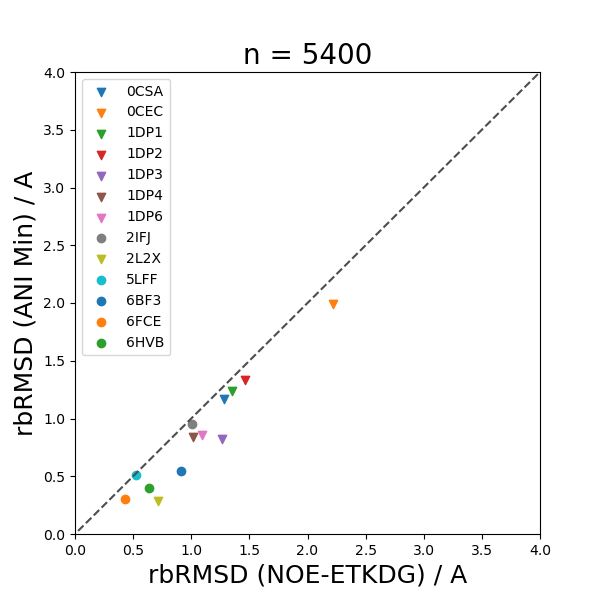 n = 5400
4.0
3.5
3.0
2.5
2.0
1.5
1.0
0.5
0.0
rbRMSD (ANI Min) / A
0CSA
0CEC
1DP1
1DP2
1DP3
1DP4
1DP6
2IFJ
2L2X
5LFF
6BF3
6FCE
6HVB
0.0 0.5 1.0 1.5 2.0 2.5 3.0 3.5 4.0
rbRMSD (NOE-ETKDG) / A